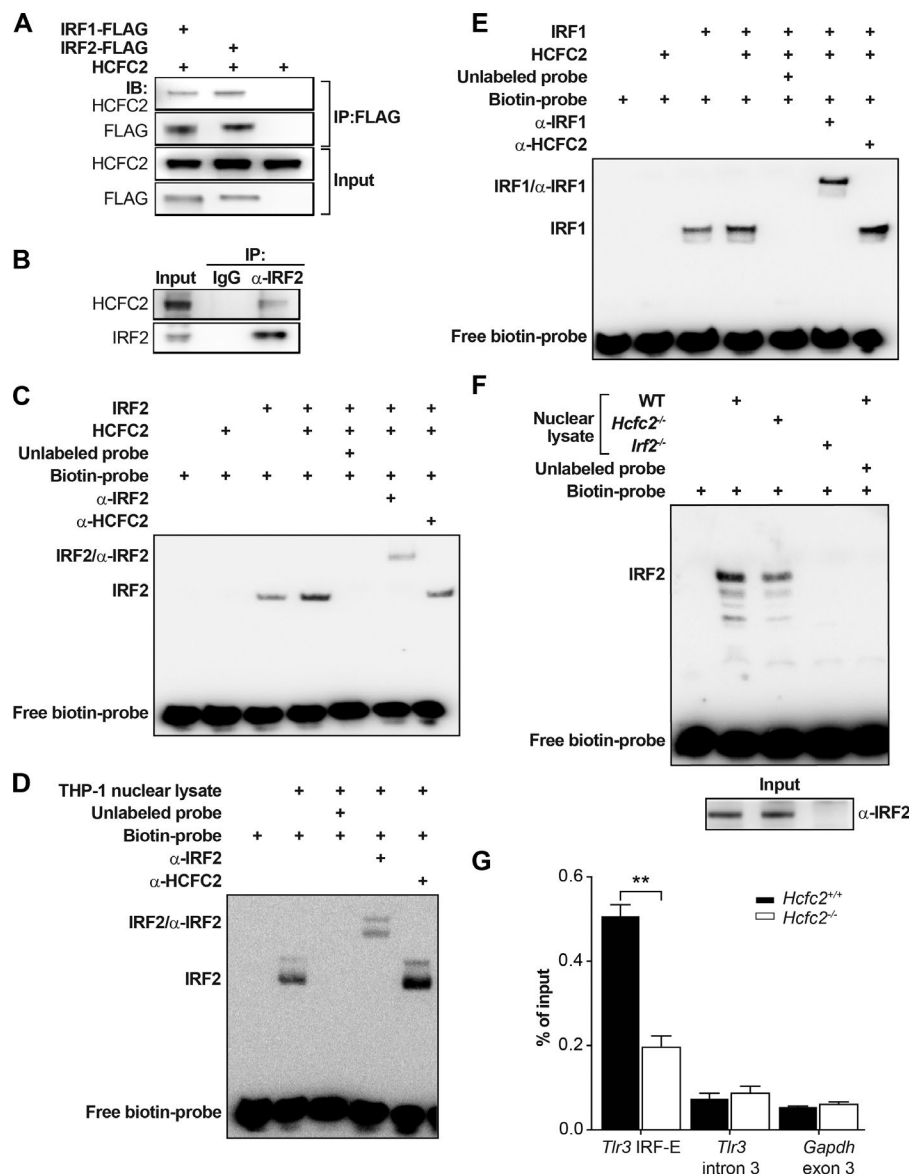 A
IRF1-FLAG +
IRF2-FLAG +
HCFC2 + + +
IB:
HCFC2
FLAG
IP:FLAG
HCFC2
FLAG
Input
B
IP:
Input IgG α-IRF2
HCFC2
IRF2
C
IRF2 + + + + +
HCFC2 + + + + + +
Unlabeled probe +
Biotin-probe + + + + + + +
α-IRF2 +
α-HCFC2 +
IRF2/α-IRF2
IRF2
Free biotin-probe
D
THP-1 nuclear lysate + + + +
Unlabeled probe +
Biotin-probe + + + + +
α-IRF2 +
α-HCFC2 +
IRF2/α-IRF2
IRF2
Free biotin-probe
E
IRF1 + + + + +
HCFC2 + + + + +
Unlabeled probe +
Biotin-probe + + + + + + +
α-IRF1 +
α-HCFC2 +
IRF1/α-IRF1
IRF1
Free biotin-probe
F
Nuclear lysate
WT + +
Hcfc2-/- +
Irf2-/- +
Unlabeled probe +
Biotin-probe + + + + +
IRF2
Free biotin-probe
Input
α-IRF2
G
% of input
0.6
0.4
0.2
0.0
**
Hcfc2+/+
Hcfc2-/-
Tlr3 IRF-E
Tlr3 intron 3
Gapdh exon 3